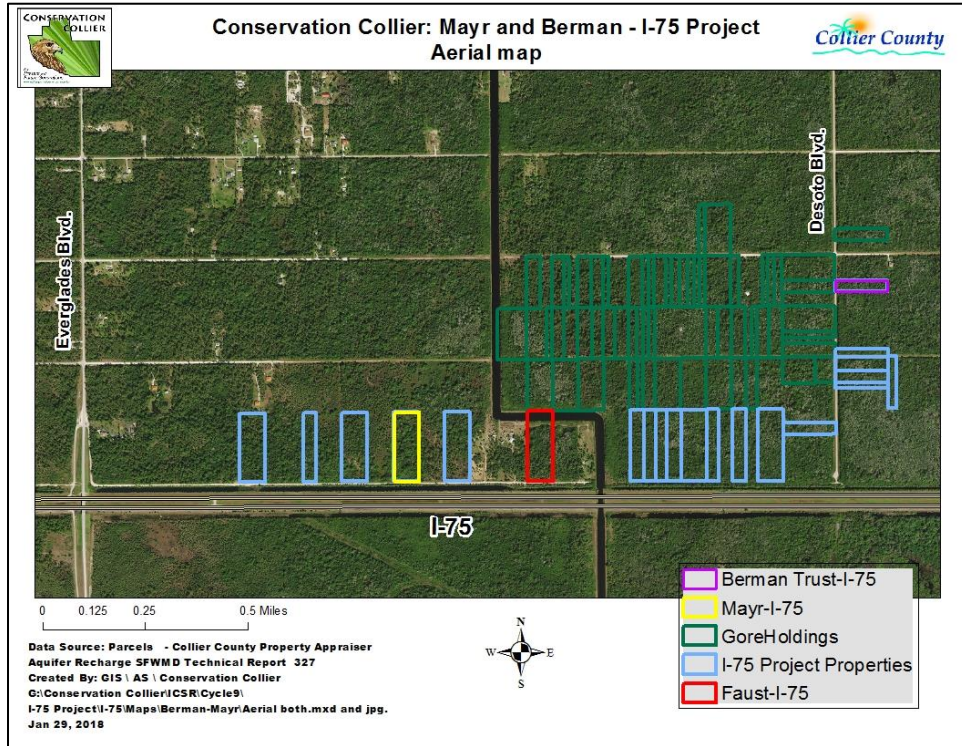 CONSERVATION
COLLIER
Conservation Collier: Mayr and Berman - I-75 Project
Aerial map
Collier County
Everglades Blvd.
Desoto Blvd.
I-75
Berman Trust-I-75
Mayr-I-75
GoreHoldings
I-75 Project Properties
Faust-I-75
0 0.125 0.25 0.5 Miles
N
W E
S
Data Source: Parcels - Collier County Property Appraiser
Aquifer Recharge SFWMD Technical Report 327
Created By: GIS \ AS \ Conservation Collier
G:\Conservation Collier\ICSR\Cycle9\
I-75 Project\I-75\Maps\Berman-Mayr\Aerial both.mxd and jpg.
Jan 29, 2018